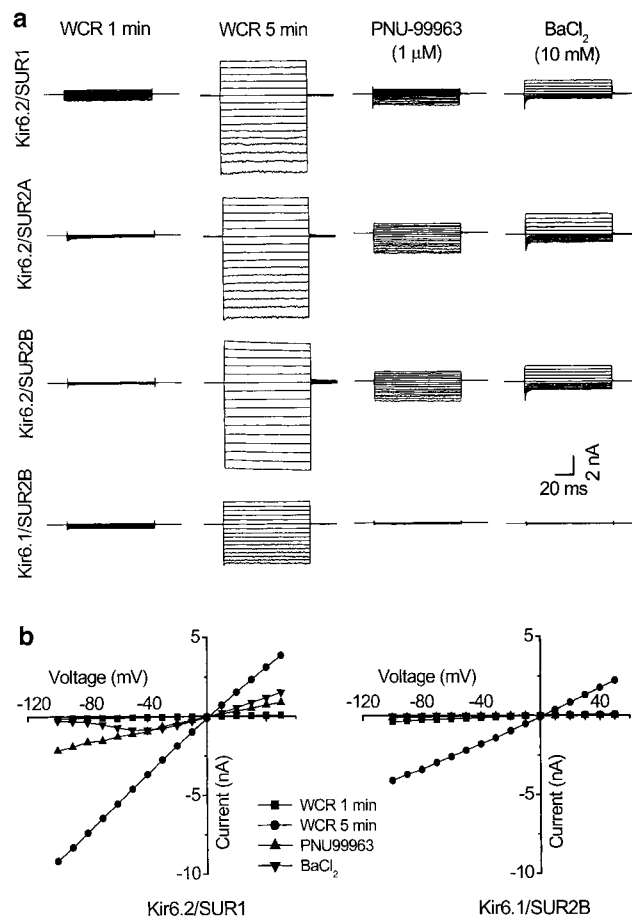 a
WCR 1 min
WCR 5 min
PNU-99963
(1 μM)
BaCl₂
(10 mM)
Kir6.2/SUR1
Kir6.2/SUR2A
Kir6.2/SUR2B
Kir6.1/SUR2B
2 nA
20 ms
b
5
Voltage (mV)
-120
-80
-40
40
-5
-10
Current (nA)
WCR 1 min
WCR 5 min
PNU99963
BaCl₂
Kir6.2/SUR1
5
Voltage (mV)
-120
-80
-40
40
-5
-10
Current (nA)
Kir6.1/SUR2B